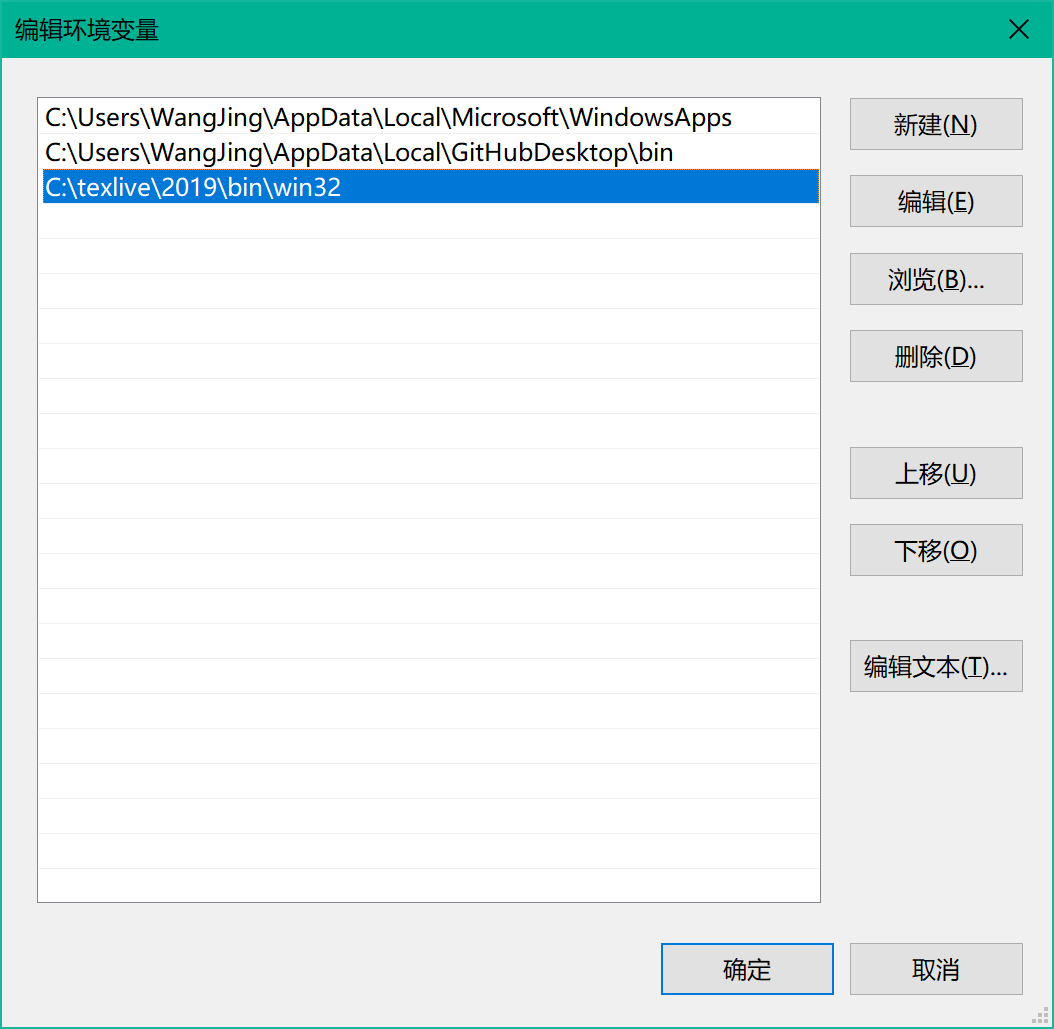 编辑环境变量
C:\Users\WangJing\AppData\Local\Microsoft\WindowsApps
C:\Users\WangJing\AppData\Local\GitHubDesktop\bin
C:\texlive\2019\bin\win32
新建(N)
编辑(E)
浏览(B)...
删除(D)
上移(U)
下移(O)
编辑文本(T)...
确定
取消